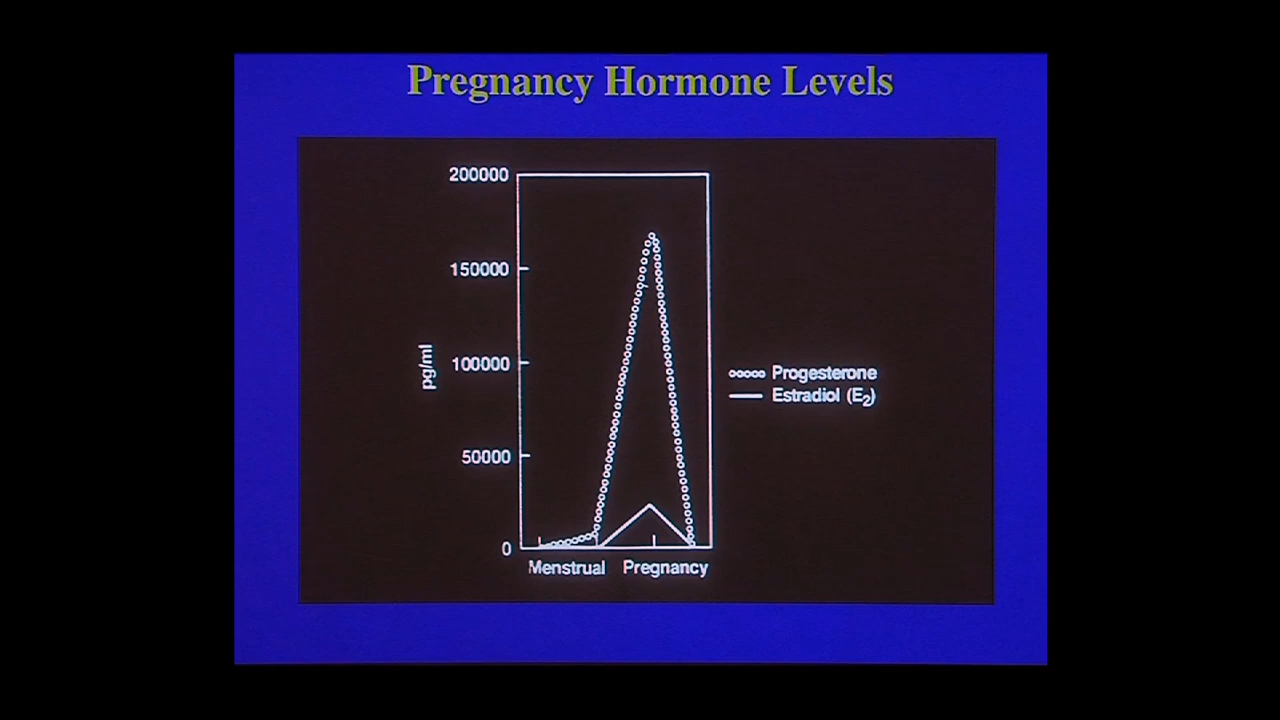 Pregnancy Hormone Levels
200000
150000
100000
50000
0
pg/ml
Menstrual Pregnancy
Progesterone
Estradiol (E₂)